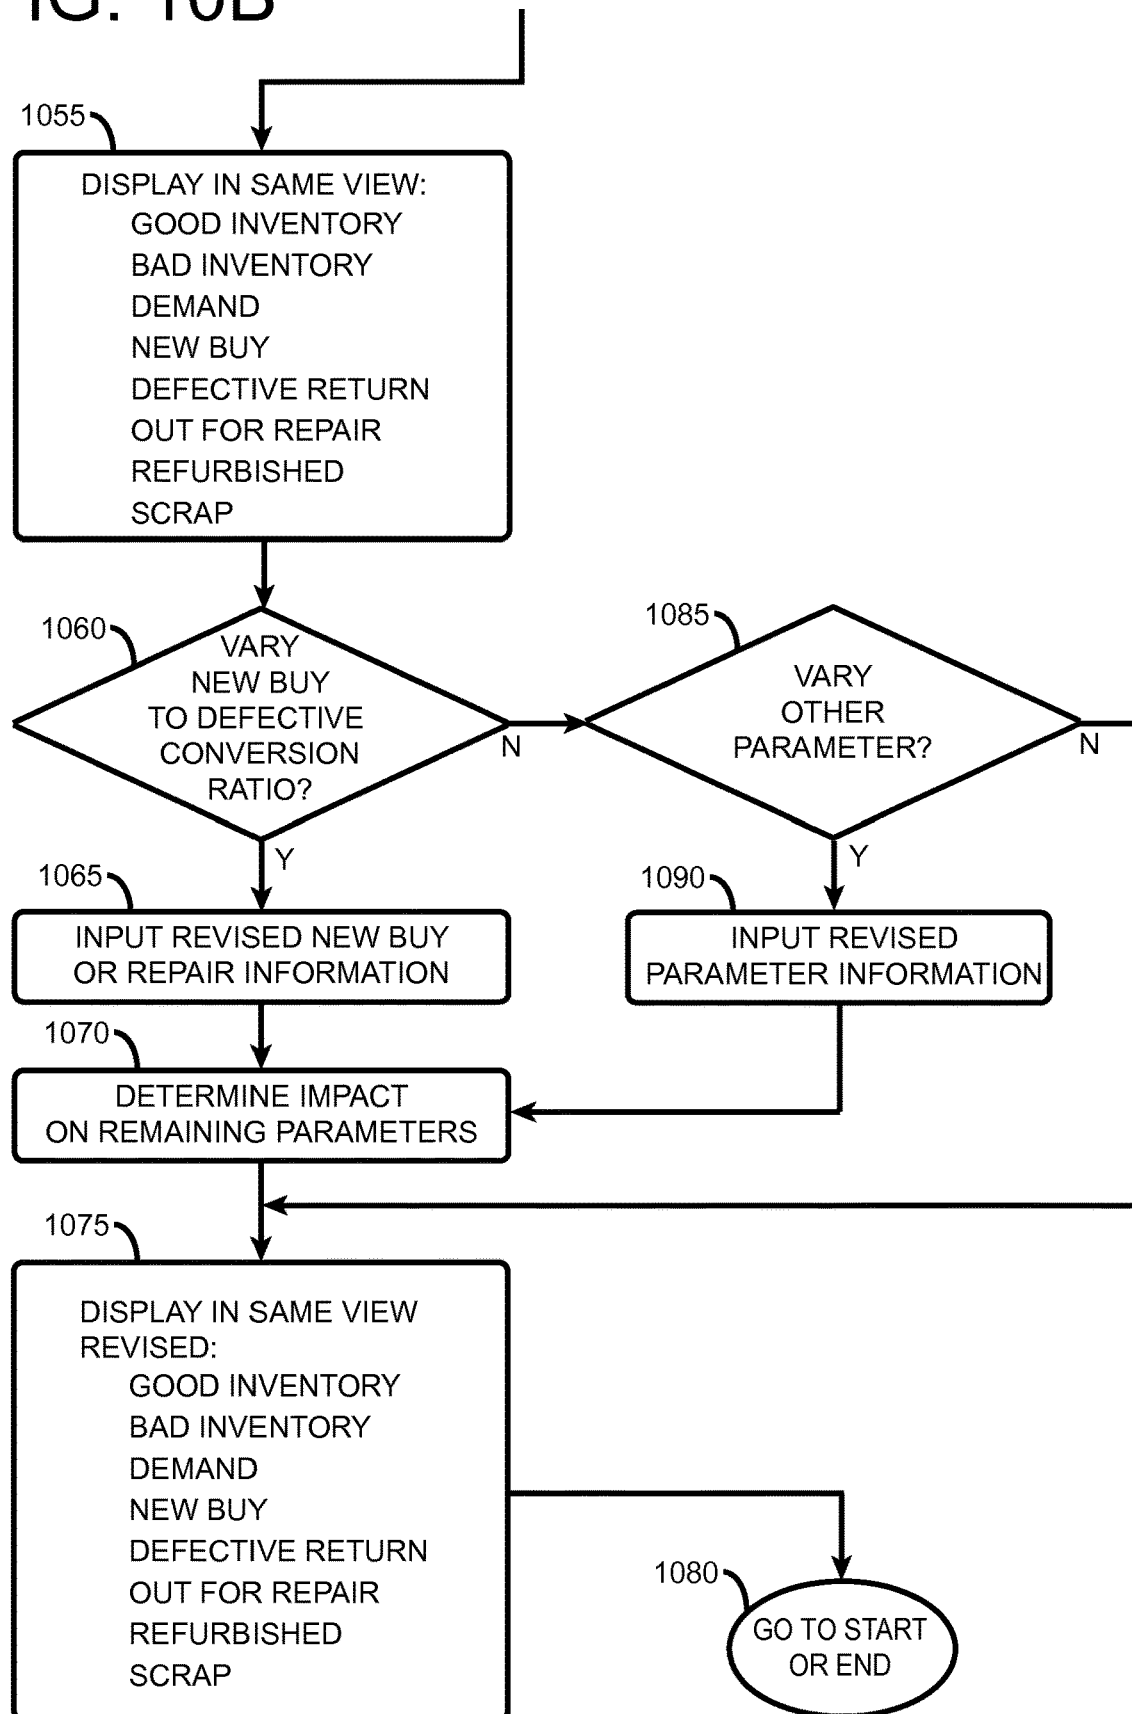 IG. 10B
1055
DISPLAY IN SAME VIEW:
GOOD INVENTORY
BAD INVENTORY
DEMAND
NEW BUY
DEFECTIVE RETURN
OUT FOR REPAIR
REFURBISHED
SCRAP
1060
VARY
NEW BUY
TO DEFECTIVE
CONVERSION
RATIO?
N
Y
1085
VARY
OTHER
PARAMETER?
N
Y
1065
INPUT REVISED NEW BUY
OR REPAIR INFORMATION
1090
INPUT REVISED
PARAMETER INFORMATION
1070
DETERMINE IMPACT
ON REMAINING PARAMETERS
1075
DISPLAY IN SAME VIEW
REVISED:
GOOD INVENTORY
BAD INVENTORY
DEMAND
NEW BUY
DEFECTIVE RETURN
OUT FOR REPAIR
REFURBISHED
SCRAP
1080
GO TO START
OR END